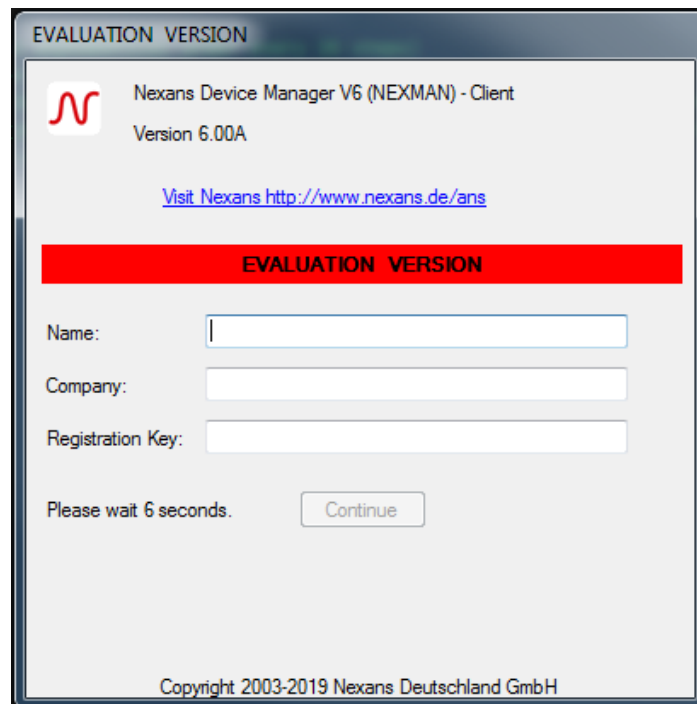 EVALUATION VERSION
Nexans Device Manager V6 (NEXMAN) - Client
Version 6.00A
Visit Nexans http://www.nexans.de/ans
EVALUATION VERSION
Name:
Company:
Registration Key:
Please wait 6 seconds. Continue
Copyright 2003-2019 Nexans Deutschland GmbH